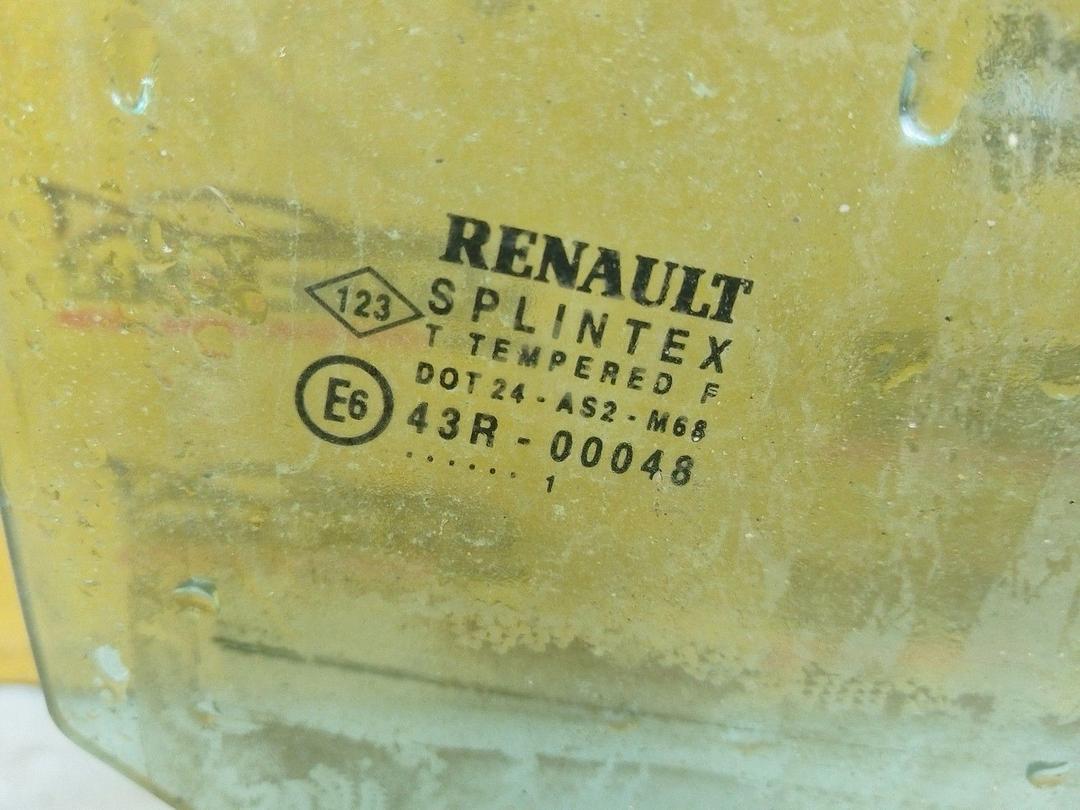 RENAULT
123
SPLINTEX
T TEMPERED F
DOT 24 - AS2 - M68
E6
43R - 00048
...... 1